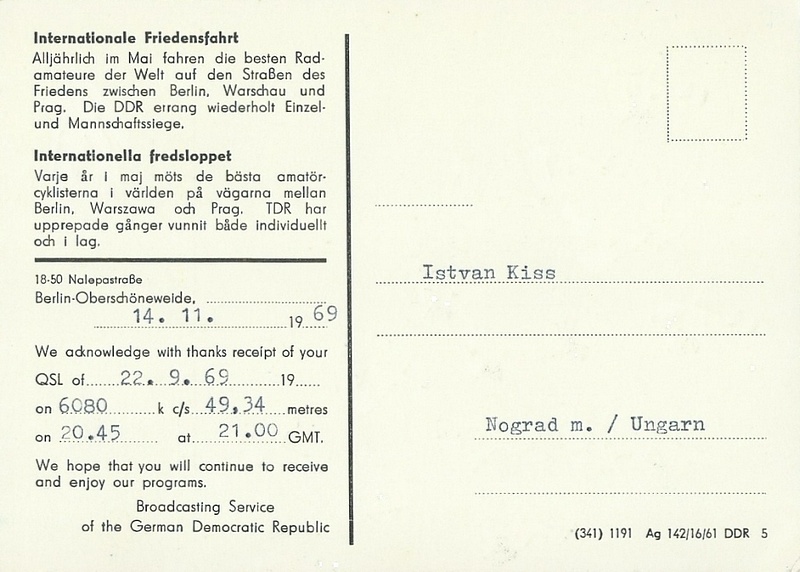 Internationale Friedensfahrt
Alljährlich im Mai fahren die besten Rad-
amateure der Welt auf den Straßen des
Friedens zwischen Berlin, Warschau und
Prag. Die DDR errang wiederholt Einzel-
und Mannschaftssiege.
Internationella fredsloppet
Varje år i maj möts de bästa amatör-
cyklisterna i världen på vägarna mellan
Berlin, Warszawa och Prag. TDR har
upprepade gånger vunnit både individuellt
och i lag.
18-50 Nalepastraße
Berlin-Oberschöneweide,
14. 11. 19 69
We acknowledge with thanks receipt of your
QSL of 22. 9. 69 19
on 6080 k c/s 49,34 metres
on 20.45 at 21.00 GMT.
We hope that you will continue to receive
and enjoy our programs.
Broadcasting Service
of the German Democratic Republic
Istvan Kiss
Nograd m. / Ungarn
(341) 1191 Ag 142/16/61 DDR 5